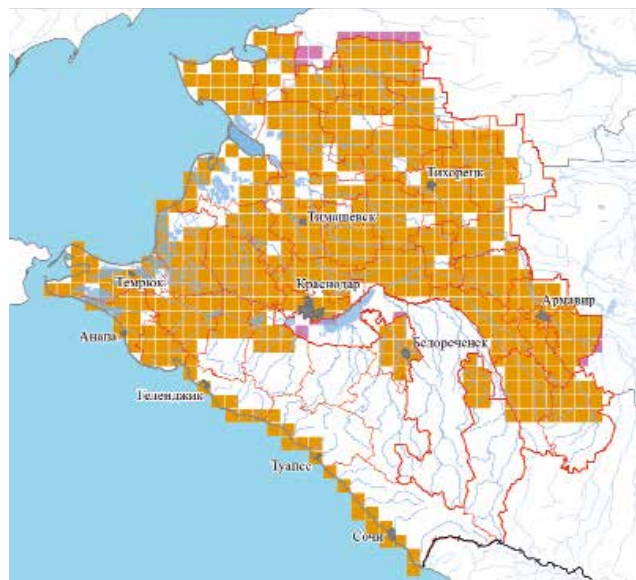 Тихорецк
Тимашевск
Темрюк
Краснодар
Армавир
Анапа
Белореченск
Геленджик
Туапсе
Сочи